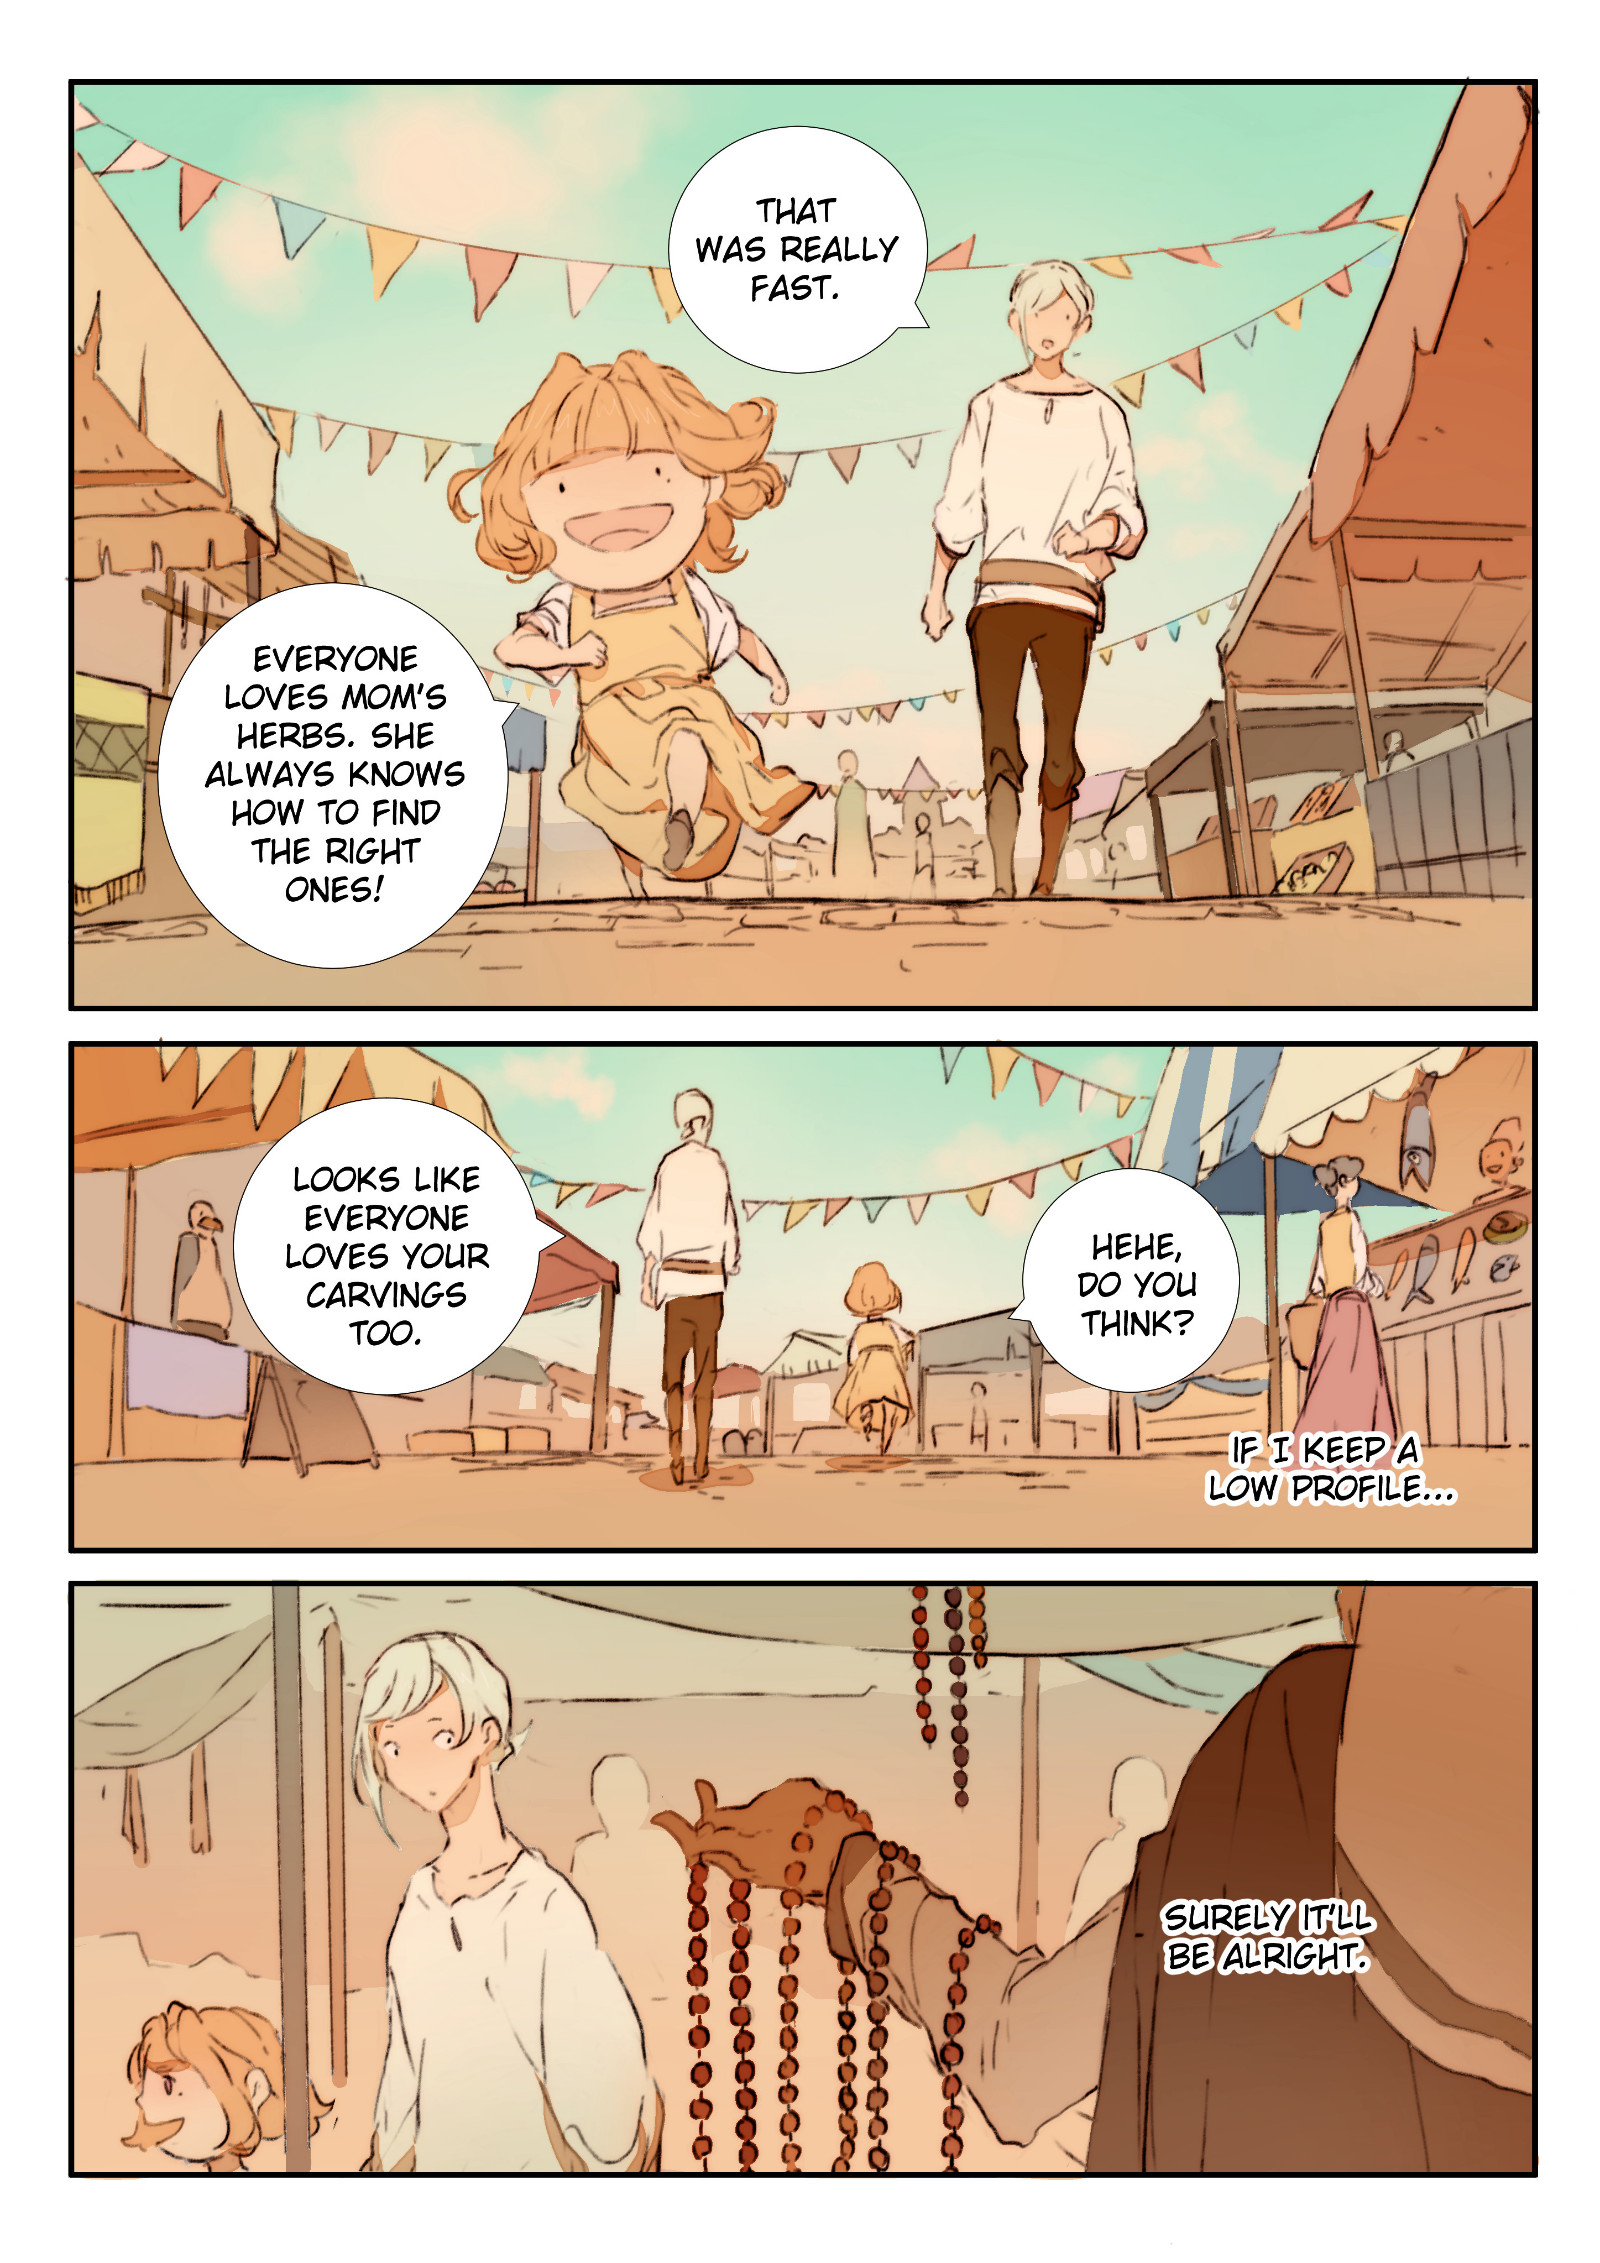 THAT
WAS REALLY
FAST.
EVERYONE
LOVES MOM'S
HERBS. SHE
ALWAYS KNOWS
HOW TO FIND
THE RIGHT
ONES!
LOOKS LIKE
EVERYONE
LOVES YOUR
CARVINGS
TOO.
HEHE,
DO YOU
THINK?
IF I KEEP A
LOW PROFILE...
SURELY IT'LL
BE ALRIGHT.